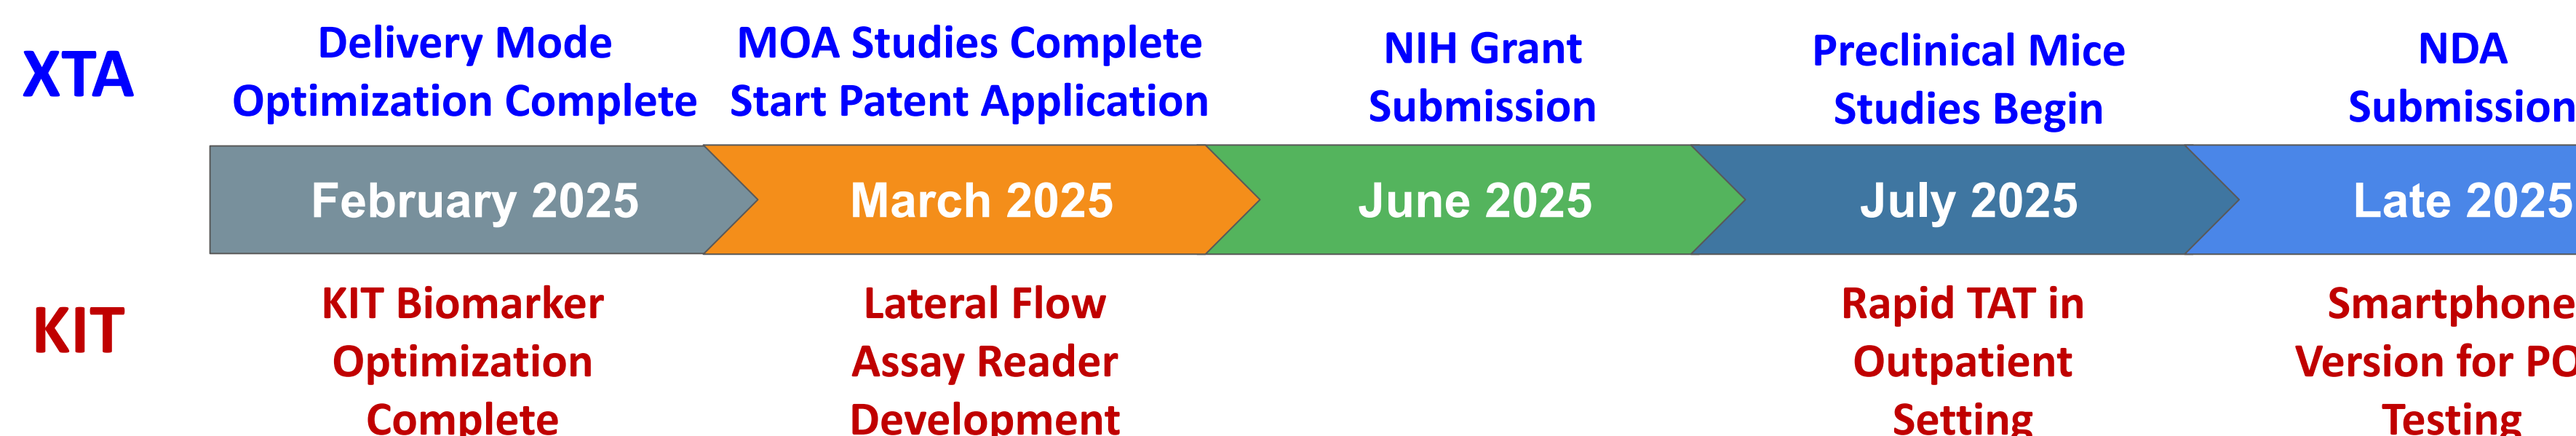 XTA
Delivery Mode
Optimization Complete
MOA Studies Complete
Start Patent Application
NIH Grant
Submission
Preclinical Mice
Studies Begin
NDA
Submission
February 2025
March 2025
June 2025
July 2025
Late 2025
KIT
KIT Biomarker
Optimization
Complete
Lateral Flow
Assay Reader
Development
Rapid TAT in
Outpatient
Setting
Smartphone
Version for
Testing